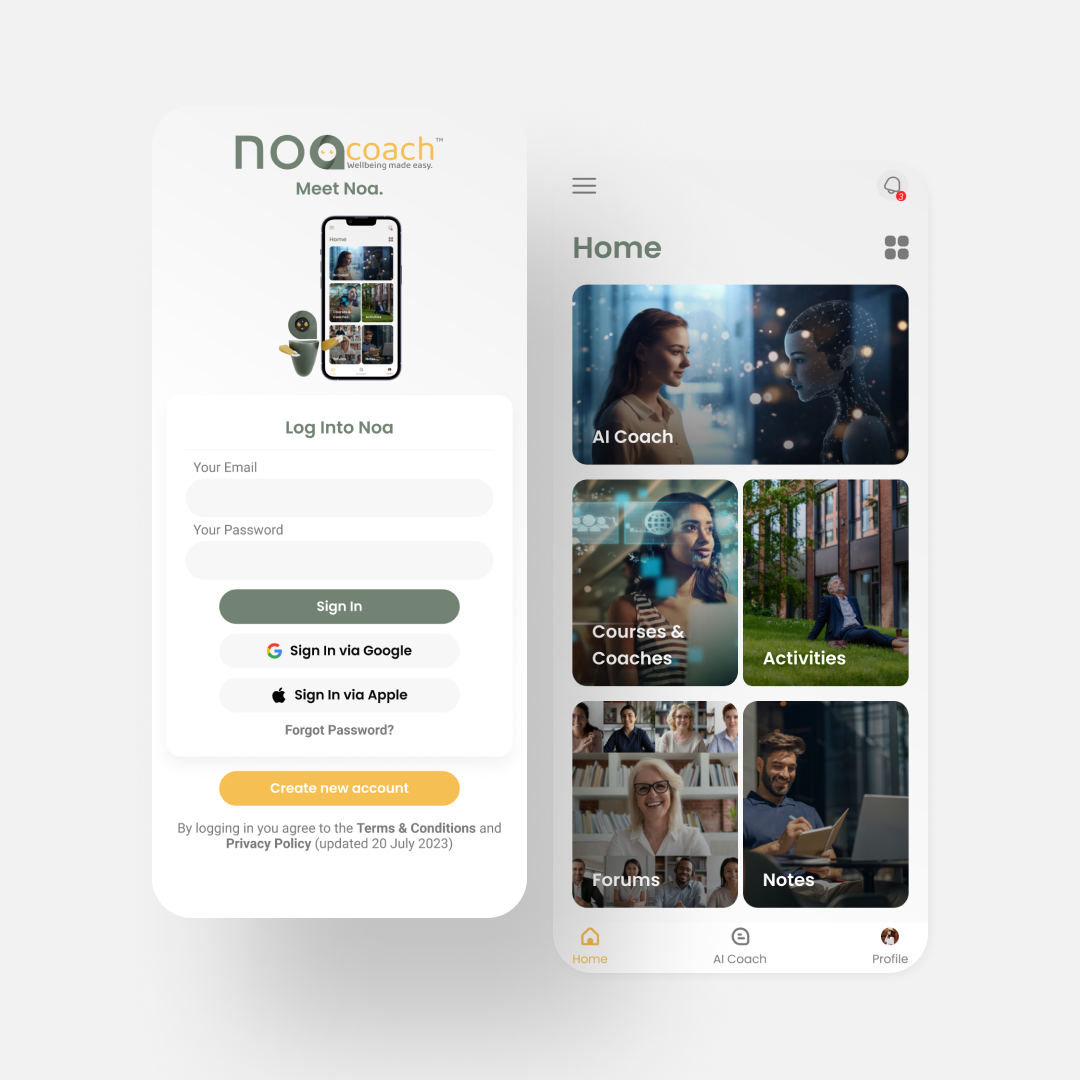 noacoach™
Wellbeing made easy.
Meet Noa.
Home
Activities
Log Into Noa
Your Email
Your Password
Sign In
Sign In via Google
Sign In via Apple
Forgot Password?
Create new account
By logging in you agree to the Terms & Conditions and
Privacy Policy (updated 20 July 2023)
3
Home
AI Coach
Courses &
Coaches
Activities
Forums
Notes
Home
AI Coach
Profile